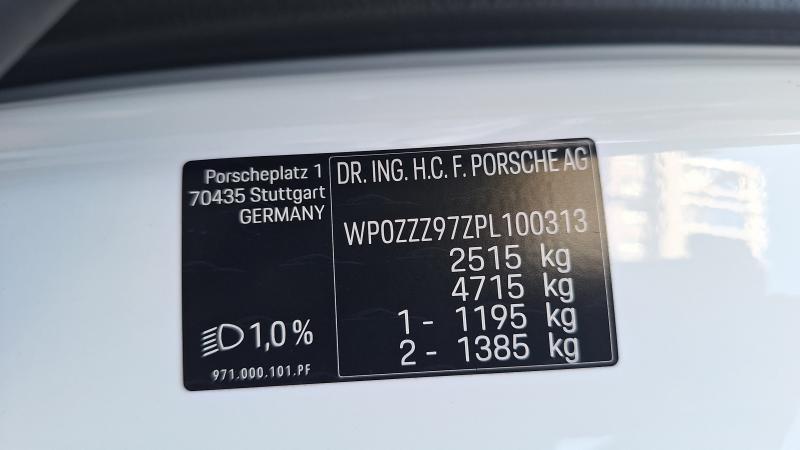 Porscheplatz 1
70435 Stuttgart
GERMANY
1,0%
971.000.101.PF
DR. ING. H.C. F. PORSCHE AG
WP0ZZZ97ZPL100313
2515 kg
4715 kg
1 - 1195 kg
2 - 1385 kg